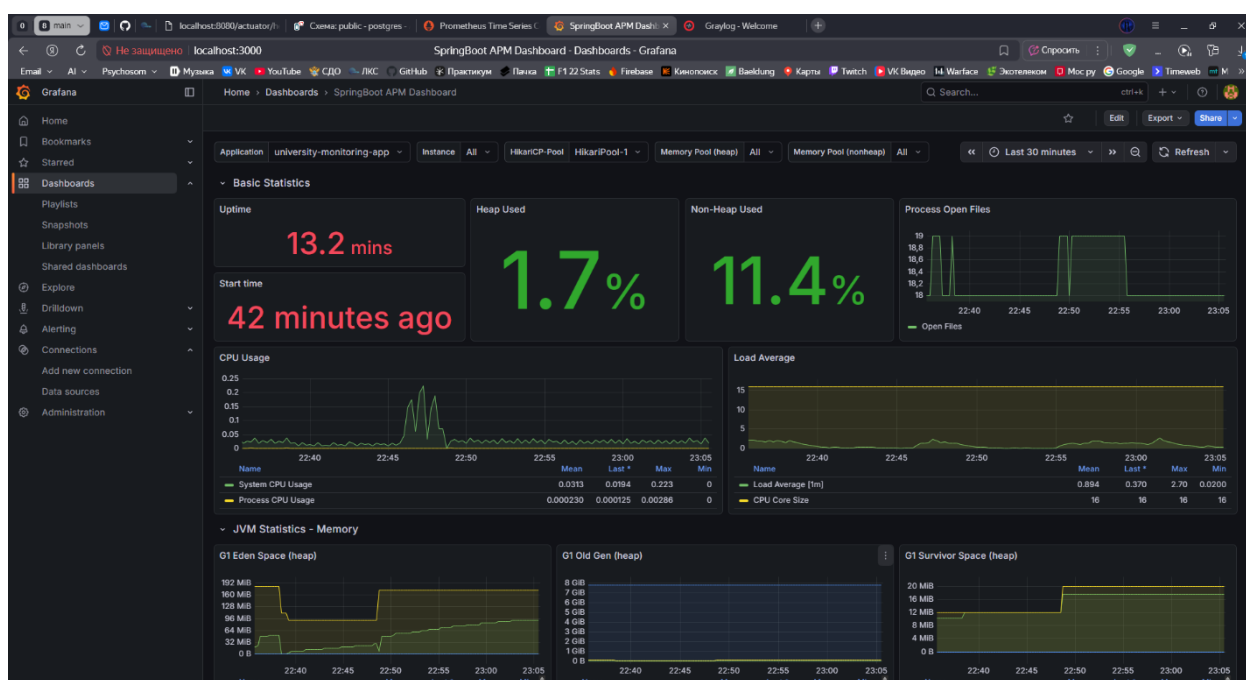 0 8 main localhost:8080/actuator/h Схема: public - postgres - Prometheus Time Series C SpringBoot APM Dashb Graylog - Welcome
Не защищено localhost:3000 SpringBoot APM Dashboard - Dashboards - Grafana Спросить
Email AI Psychosom Музыка VK YouTube СДО ЛКС GitHub Практикум Пачка F1 22 Stats Firebase Кинопоиск Baeldung Карты Twitch VK Видео Warface Экотелеком Мос ру Google Timeweb M »
Grafana Home › Dashboards › SpringBoot APM Dashboard Search... ctrl+k
Home
Edit Export Share
Bookmarks
Starred
Application university-monitoring-app Instance All HikariCP-Pool HikariPool-1 Memory Pool (heap) All Memory Pool (nonheap) All Last 30 minutes Refresh
Dashboards
Playlists
Snapshots
Library panels
Shared dashboards
Explore
Drilldown
Alerting
Connections
Add new connection
Data sources
Administration
Basic Statistics
Uptime
13.2 mins
Start time
42 minutes ago
Heap Used
1.7%
Non-Heap Used
11.4%
Process Open Files
19
18,8
18,6
18,4
18,2
18
22:40 22:45 22:50 22:55 23:00 23:05
Open Files
CPU Usage
0.25
0.2
0.15
0.1
0.05
0
22:40 22:45 22:50 22:55 23:00 23:05
Name Mean Last * Max Min
System CPU Usage 0.0313 0.0194 0.223 0
Process CPU Usage 0.000230 0.000125 0.00286 0
Load Average
15
10
5
0
22:40 22:45 22:50 22:55 23:00 23:05
Name Mean Last * Max Min
Load Average [1m] 0.894 0.370 2.70 0.0200
CPU Core Size 16 16 16 16
JVM Statistics - Memory
G1 Eden Space (heap)
192 MiB
160 MiB
128 MiB
96 MiB
64 MiB
32 MiB
0 B
22:40 22:45 22:50 22:55 23:00 23:05
G1 Old Gen (heap)
8 GiB
7 GiB
6 GiB
5 GiB
4 GiB
3 GiB
2 GiB
1 GiB
0 B
22:40 22:45 22:50 22:55 23:00 23:05
G1 Survivor Space (heap)
20 MiB
16 MiB
12 MiB
8 MiB
4 MiB
0 B
22:40 22:45 22:50 22:55 23:00 23:05